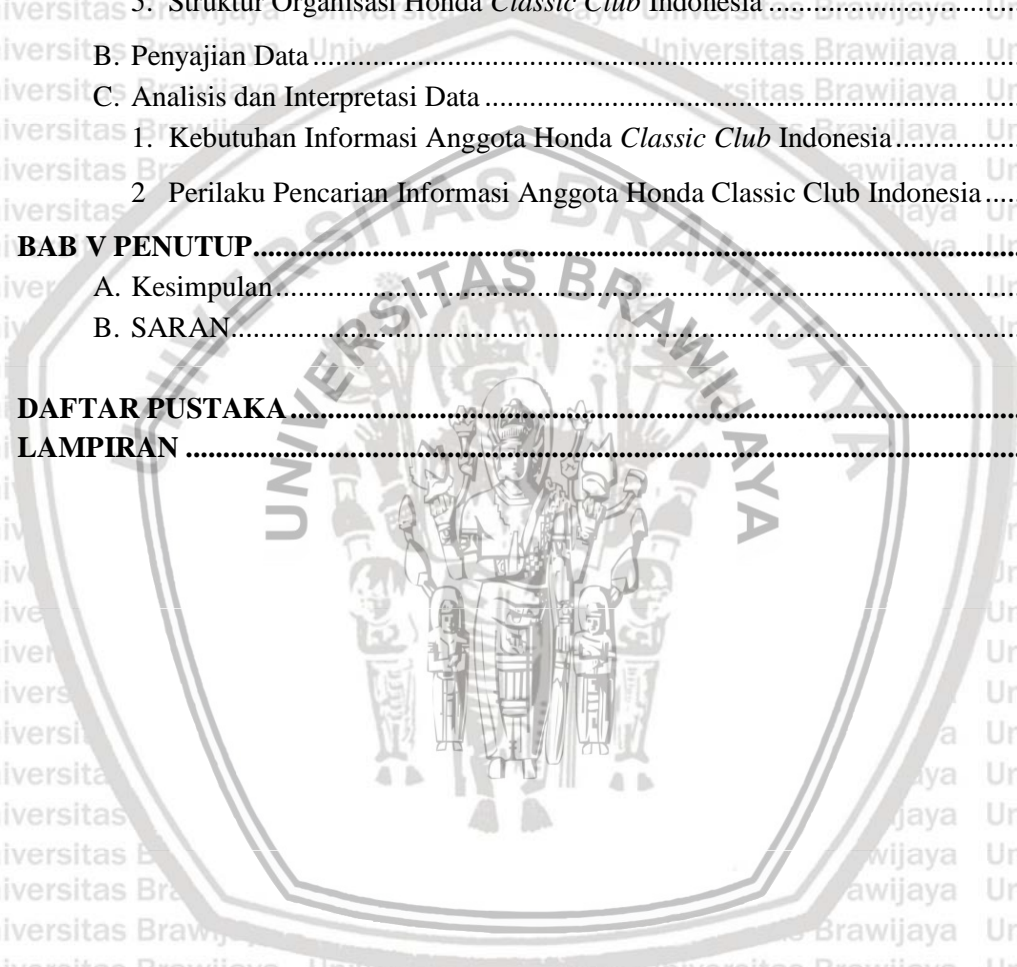 5. Struktur Organisasi Honda Classic Club Indonesia ........................
B. Penyajian Data ........................
C. Analisis dan Interpretasi Data ........................
1. Kebutuhan Informasi Anggota Honda Classic Club Indonesia ........................
2 Perilaku Pencarian Informasi Anggota Honda Classic Club Indonesia .....
BAB V PENUTUP ........................
A. Kesimpulan ........................
B. SARAN ........................
DAFTAR PUSTAKA ........................
LAMPIRAN ........................
UNIVERSITAS BRAWIJAYA